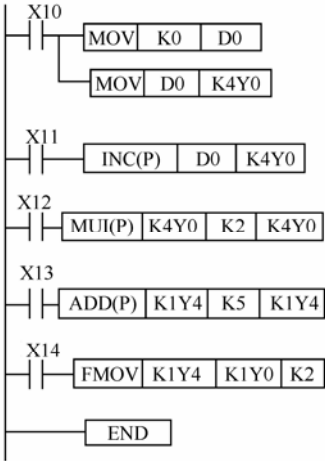 X10
MOV K0 D0
MOV D0 K4Y0
X11
INC(P) D0 K4Y0
X12
MUI(P) K4Y0 K2 K4Y0
X13
ADD(P) K1Y4 K5 K1Y4
X14
FMOV K1Y4 K1Y0 K2
END